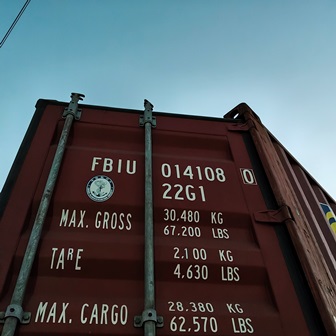 FBIU 014108 0
22G1
MAX. GROSS 30.480 KG
67.200 LBS
TARE 2.100 KG
4,630 LBS
MAX. CARGO 28.380 KG
62,570 LBS